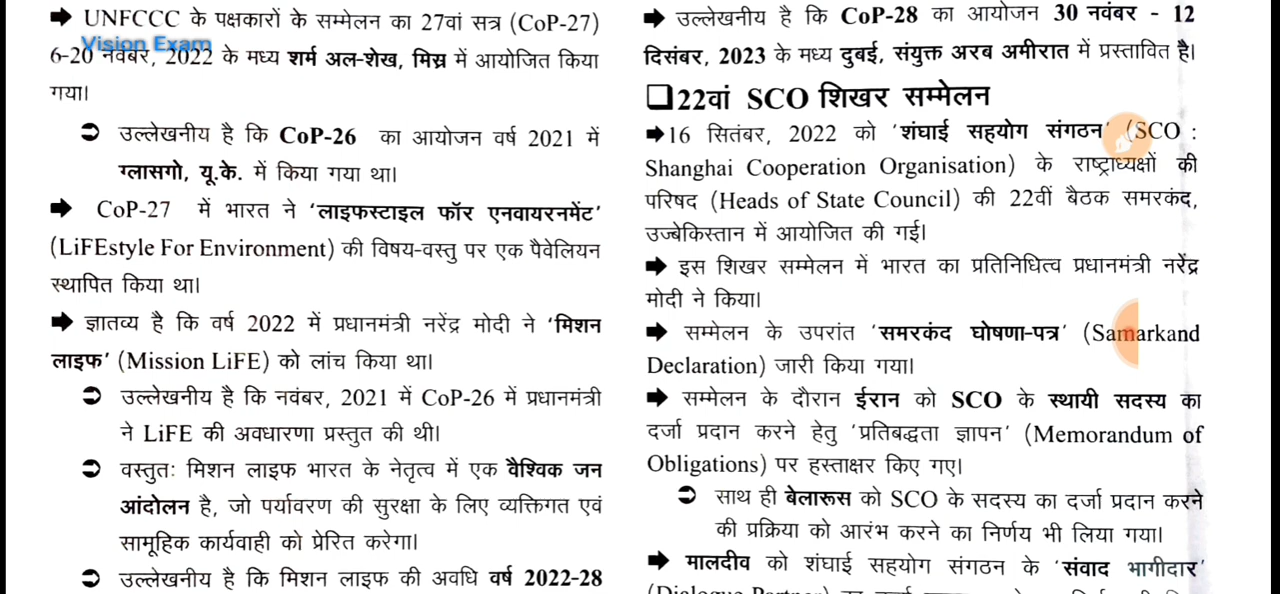 ➡ UNFCCC के पक्षकारों के सम्मेलन का 27वां सत्र (CoP-27)
Vision Exam
6-20 नवंबर, 2022 के मध्य शर्म अल-शेख, मिस्र में आयोजित किया
गया।
➲ उल्लेखनीय है कि CoP-26 का आयोजन वर्ष 2021 में
ग्लासगो, यू.के. में किया गया था।
➡ CoP-27 में भारत ने ‘लाइफस्टाइल फॉर एनवायरनमेंट’
(LiFEstyle For Environment) की विषय-वस्तु पर एक पैवेलियन
स्थापित किया था।
➡ ज्ञातव्य है कि वर्ष 2022 में प्रधानमंत्री नरेंद्र मोदी ने ‘मिशन
लाइफ’ (Mission LiFE) को लांच किया था।
➲ उल्लेखनीय है कि नवंबर, 2021 में CoP-26 में प्रधानमंत्री
ने LiFE की अवधारणा प्रस्तुत की थी।
➲ वस्तुतः मिशन लाइफ भारत के नेतृत्व में एक वैश्विक जन
आंदोलन है, जो पर्यावरण की सुरक्षा के लिए व्यक्तिगत एवं
सामूहिक कार्यवाही को प्रेरित करेगा।
➲ उल्लेखनीय है कि मिशन लाइफ की अवधि वर्ष 2022-28
➡ उल्लेखनीय है कि CoP-28 का आयोजन 30 नवंबर - 12
दिसंबर, 2023 के मध्य दुबई, संयुक्त अरब अमीरात में प्रस्तावित है।
❑22वां SCO शिखर सम्मेलन
➡16 सितंबर, 2022 को ‘शंघाई सहयोग संगठन’ (SCO :
Shanghai Cooperation Organisation) के राष्ट्राध्यक्षों की
परिषद (Heads of State Council) की 22वीं बैठक समरकंद,
उज्बेकिस्तान में आयोजित की गई।
➡ इस शिखर सम्मेलन में भारत का प्रतिनिधित्व प्रधानमंत्री नरेंद्र
मोदी ने किया।
➡ सम्मेलन के उपरांत ‘समरकंद घोषणा-पत्र’ (Samarkand
Declaration) जारी किया गया।
➡ सम्मेलन के दौरान ईरान को SCO के स्थायी सदस्य का
दर्जा प्रदान करने हेतु ‘प्रतिबद्धता ज्ञापन’ (Memorandum of
Obligations) पर हस्ताक्षर किए गए।
➲ साथ ही बेलारूस को SCO के सदस्य का दर्जा प्रदान करने
की प्रक्रिया को आरंभ करने का निर्णय भी लिया गया।
➡ मालदीव को शंघाई सहयोग संगठन के ‘संवाद भागीदार’